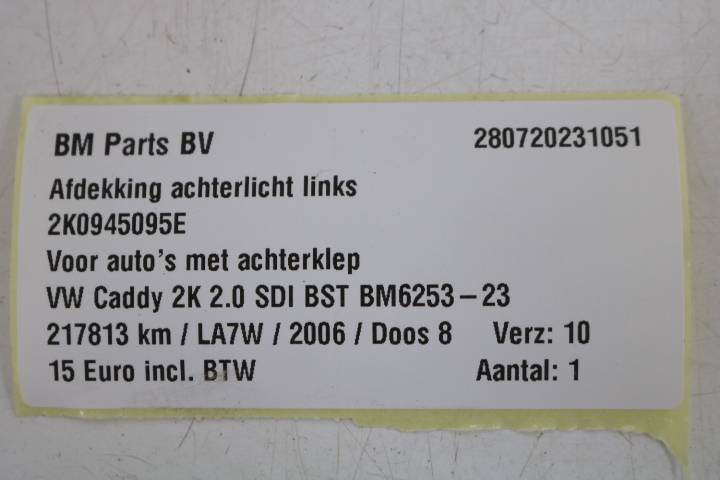 BM Parts BV 280720231051
Afdekking achterlicht links
2K0945095E
Voor auto's met achterklep
VW Caddy 2K 2.0 SDI BST BM6253-23
217813 km / LA7W / 2006 / Doos 8 Verz: 10
15 Euro incl. BTW Aantal: 1